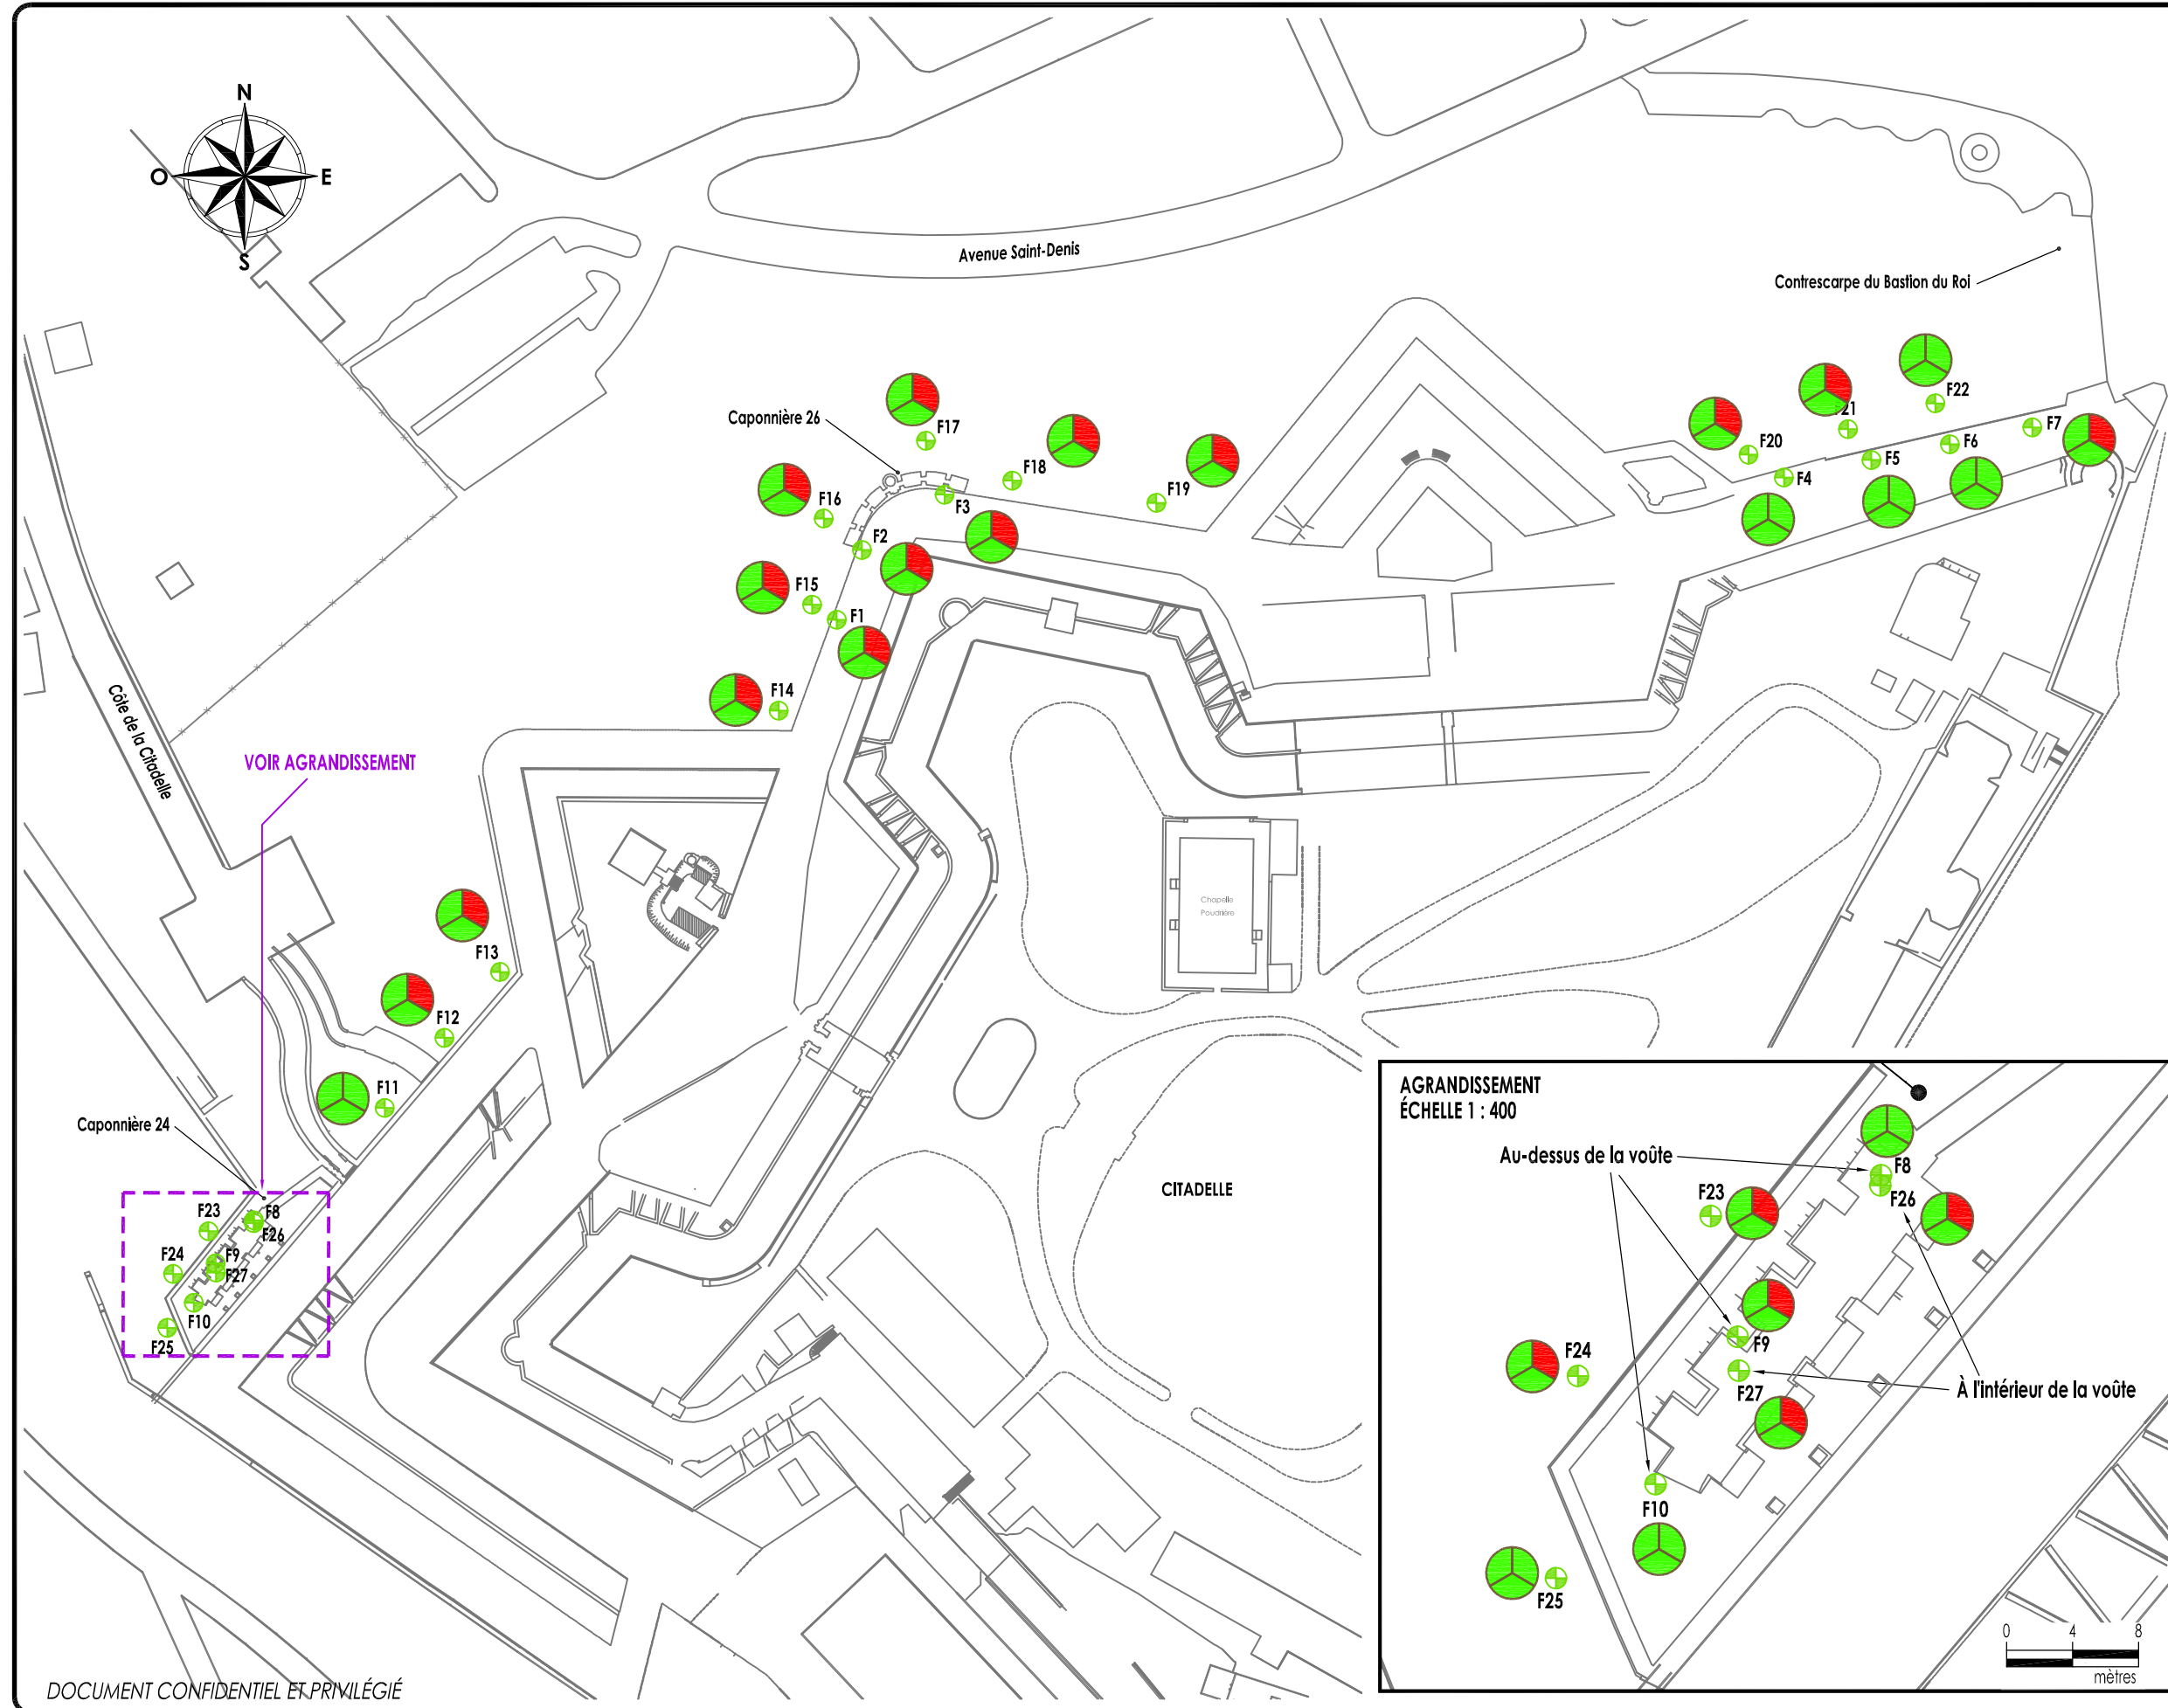 N
O
E
S
Avenue Saint-Denis
Contrescarpe du Bastion du Roi
Caponnière 26
F17
F18
F19
F16
F3
F2
F15
F1
F14
F22
F21
F20
F7
F6
F5
F4
Côte de la Citadelle
VOIR AGRANDISSEMENT
Chapelle
Poudrière
F13
F12
F11
Caponnière 24
CITADELLE
F23
F8
F26
F24
F9
F27
F10
F25
AGRANDISSEMENT
ÉCHELLE 1 : 400
Au-dessus de la voûte
F8
F23
F26
F9
F24
F27
À l'intérieur de la voûte
F10
F25
0 4 8
mètres
DOCUMENT CONFIDENTIEL ET PRIVILÉGIÉ